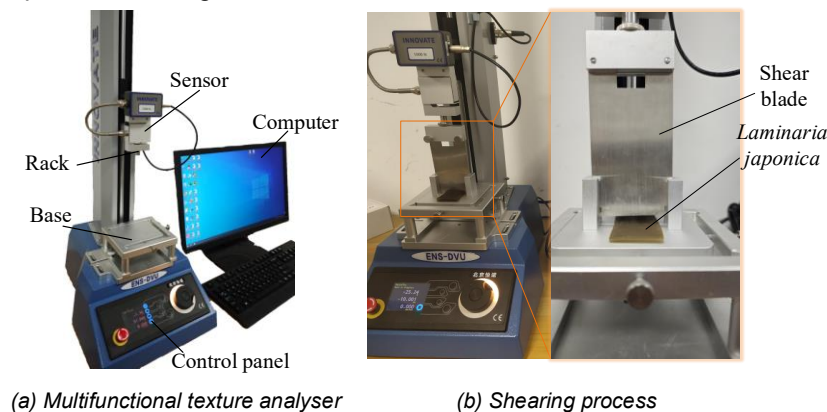 INNOVATE
Sensor
Rack
Base
Computer
ENS-DVU
Control panel
INNOVATE
ENS-DVU
Shear
blade
Laminaria
japonica
(a) Multifunctional texture analyser
(b) Shearing process